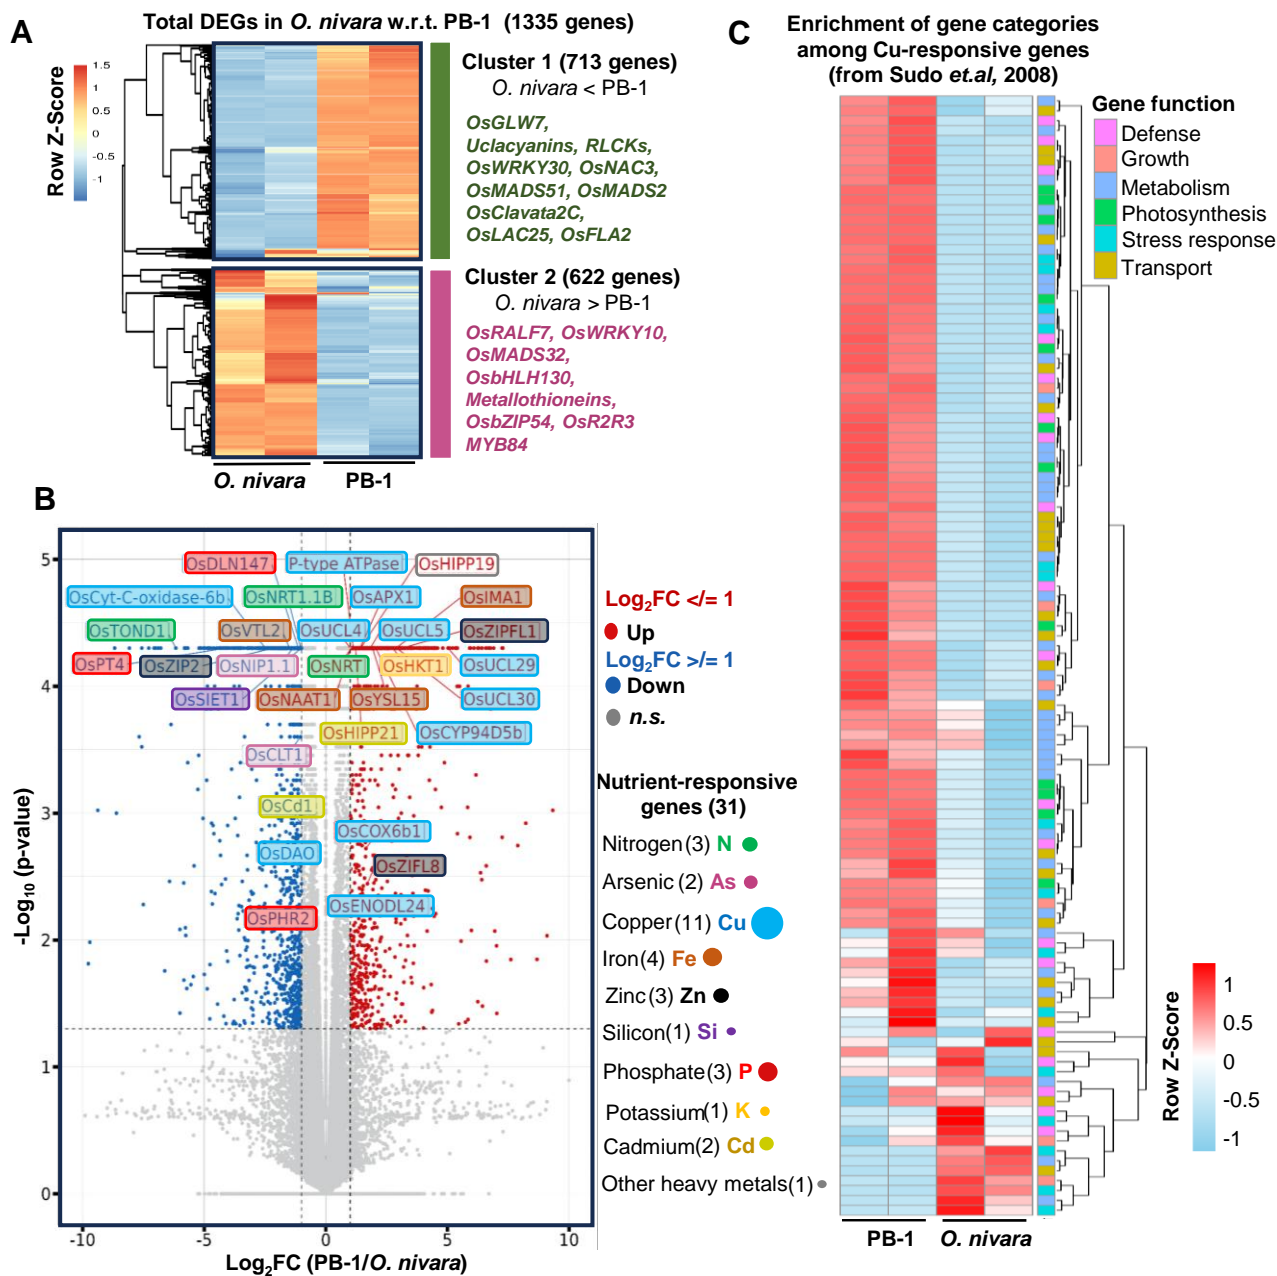 A
Total DEGs in O. nivara w.r.t. PB-1 (1335 genes)
Row Z-Score
1.5
1
0.5
0
-0.5
-1
Cluster 1 (713 genes)
O. nivara < PB-1
OsGLW7,
Uclacyanins, RLCKs,
OsWRKY30, OsNAC3,
OsMADS51, OsMADS2
OsClavata2C,
OsLAC25, OsFLA2
Cluster 2 (622 genes)
O. nivara > PB-1
OsRALF7, OsWRKY10,
OsMADS32,
OsbHLH130,
Metallothioneins,
OsbZIP54, OsR2R3
MYB84
O. nivara
PB-1
B
-Log10 (p-value)
5
4
3
2
1
0
OsDLN147
P-type ATPase
OsHIPP19
OsCyt-C-oxidase-6b
OsNRT1.1B
OsAPX1
OsIMA1
OsTOND1
OsVTL2
OsUCL4
OsUCL5
OsZIPFL1
OsPT4
OsZIP2
OsNIP1.1
OsNRT
OsHKT1
OsUCL29
OsSIET1
OsNAAT1
OsYSL15
OsUCL30
OsHIPP21
OsCYP94D5b
OsCLT1
OsCd1
OsCOX6b1
OsDAO
OsZIFL8
OsENODL24
OsPHR2
-10
-5
0
5
10
Log2FC (PB-1/O. nivara)
Log2FC </= 1
Up
Log2FC >/= 1
Down
n.s.
Nutrient-responsive
genes (31)
Nitrogen(3) N
Arsenic (2) As
Copper(11) Cu
Iron(4) Fe
Zinc(3) Zn
Silicon(1) Si
Phosphate(3) P
Potassium(1) K
Cadmium(2) Cd
Other heavy metals(1)
C
Enrichment of gene categories
among Cu-responsive genes
(from Sudo et.al, 2008)
Gene function
Defense
Growth
Metabolism
Photosynthesis
Stress response
Transport
Row Z-Score
1
0.5
0
-0.5
-1
PB-1
O. nivara